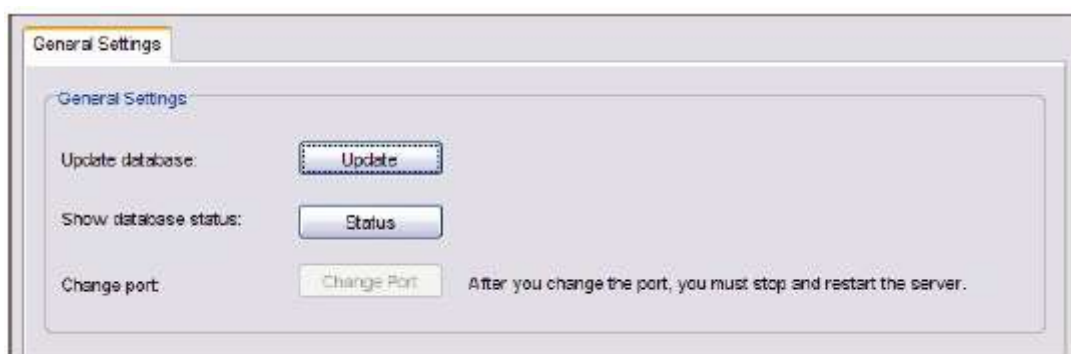 General Settings
General Settings
Update database:
Update
Show database status:
Status
Change port:
Change Port
After you change the port, you must stop and restart the server.